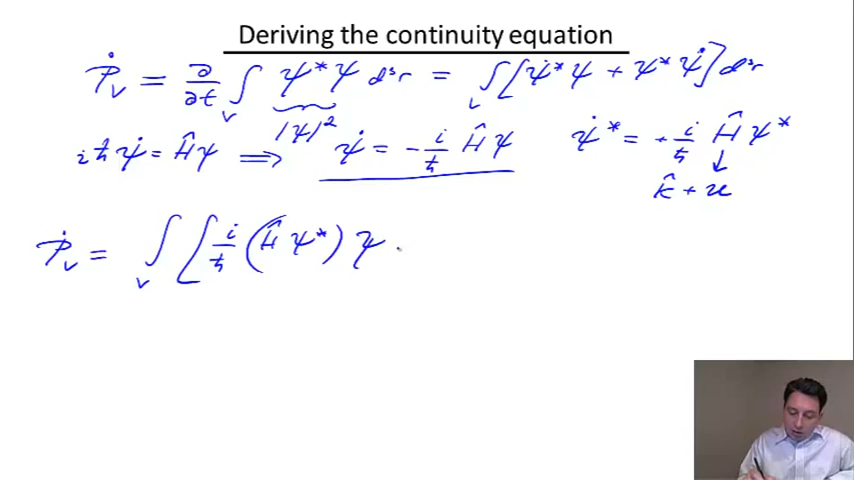 Deriving the continuity equation
Ṗ_V = ∂/∂t ∫_V ψ*ψ d³r = ∫_V [ψ̇*ψ + ψ*ψ̇] d³r
|ψ|²
iħψ̇ = Ĥψ ⟹ ψ̇ = -i/ħ Ĥψ ψ̇* = +i/ħ Ĥψ*
↓
k̂ + u
Ṗ_V = ∫_V [i/ħ (Ĥψ*) ψ